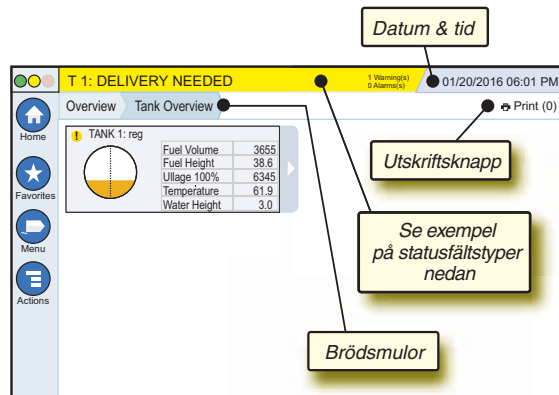 Datum & tid
T 1: DELIVERY NEEDED
1 Warning(s)
0 Alarms(s)
01/20/2016 06:01 PM
Home
Overview
Tank Overview
Print (0)
! TANK 1: reg
Fuel Volume 3655
Fuel Height 38.6
Ullage 100% 6345
Temperature 61.9
Water Height 3.0
Utskriftsknapp
Favorites
Menu
Actions
Se exempel
på statusfältstyper
nedan
Brödsmulor